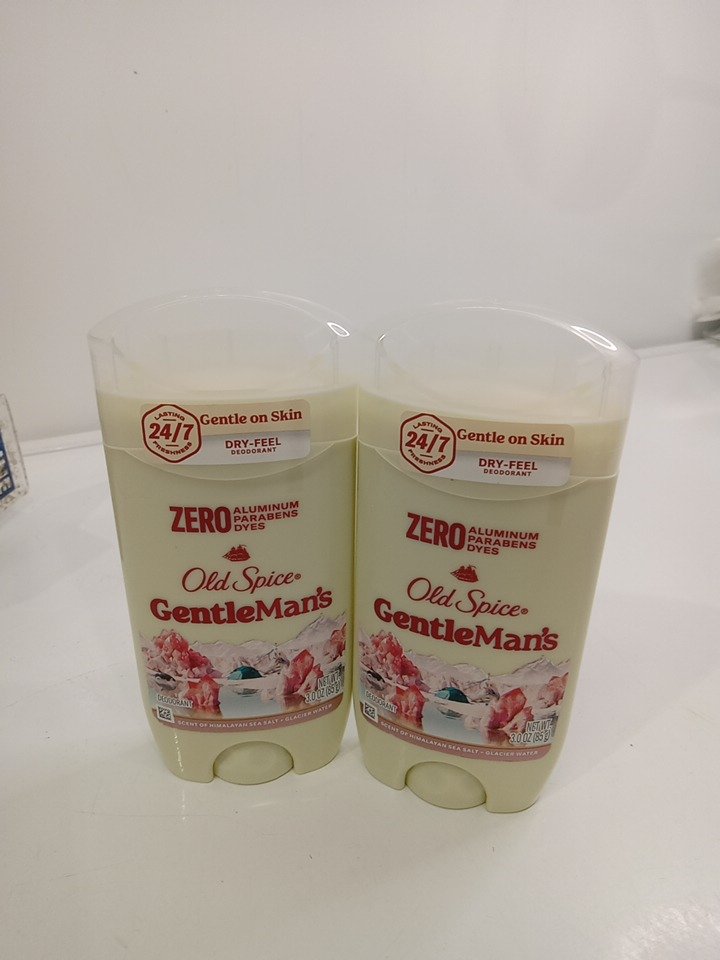 LASTING
24/7
FRESHNESS
Gentle on Skin
DRY-FEEL
DEODORANT
ZERO ALUMINUM
PARABENS
DYES
Old Spice®
GentleMan's
DEODORANT
NET WT
3.0 OZ (85 g)
SCENT OF HIMALAYAN SEA SALT + GLACIER WATER
LASTING
24/7
FRESHNESS
Gentle on Skin
DRY-FEEL
DEODORANT
ZERO ALUMINUM
PARABENS
DYES
Old Spice®
GentleMan's
DEODORANT
NET WT
3.0 OZ (85 g)
SCENT OF HIMALAYAN SEA SALT + GLACIER WATER